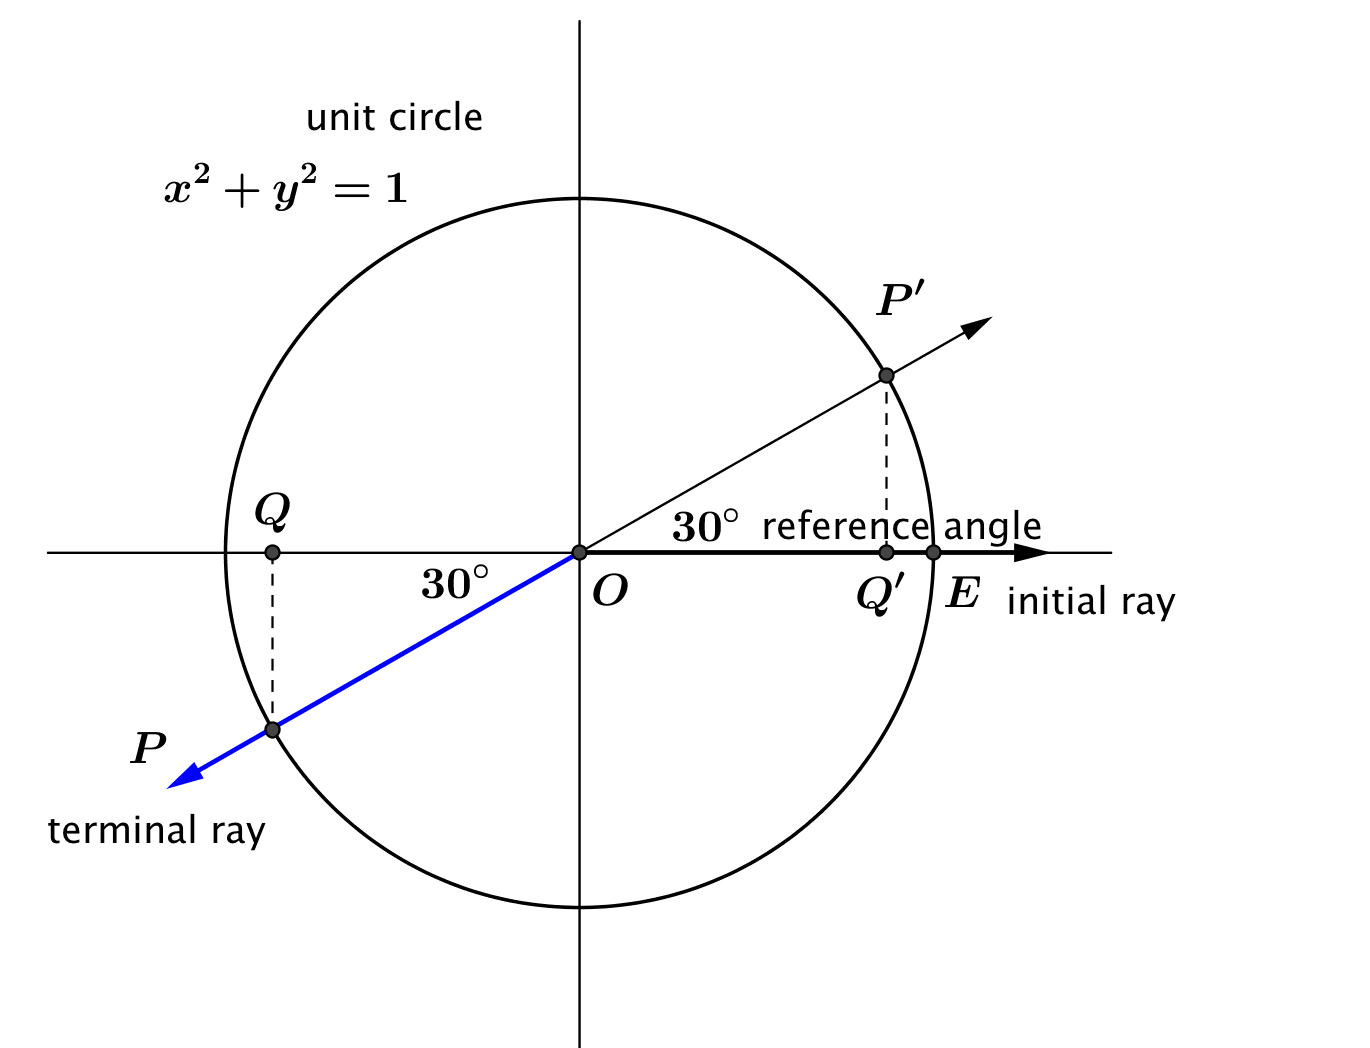 unit circle
x² + y² = 1
P′
Q
30° reference angle
30°
O
Q′ E initial ray
P
terminal ray